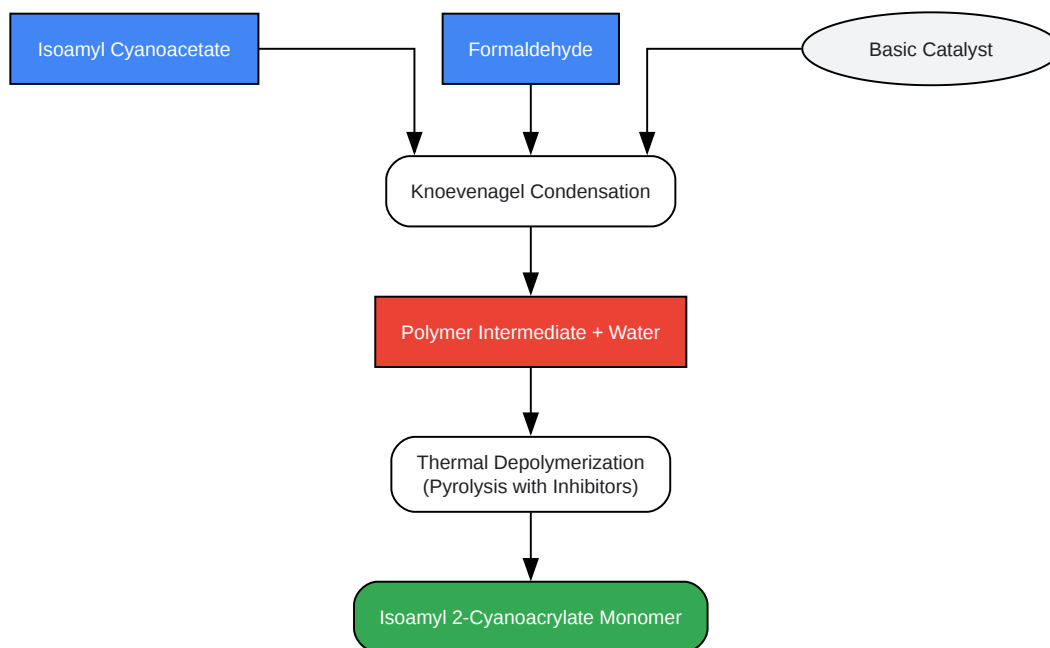 Isoamyl Cyanoacetate
Formaldehyde
Basic Catalyst
Knoevenagel Condensation
Polymer Intermediate + Water
Thermal Depolymerization
(Pyrolysis with Inhibitors)
Isoamyl 2-Cyanoacrylate Monomer